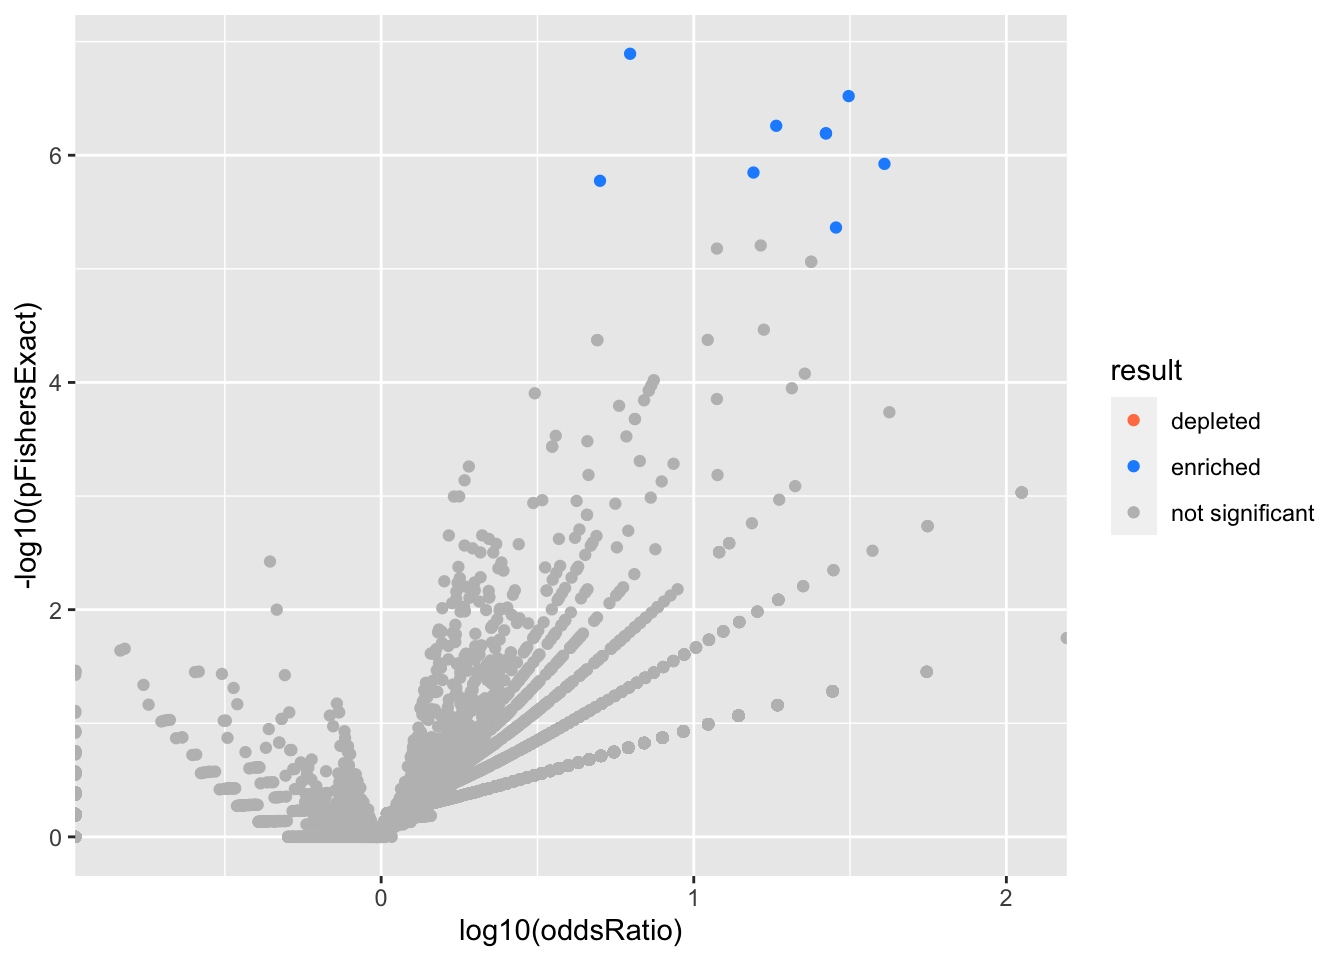 6
4
2
0
-log10(pFishersExact)
0
1
2
log10(oddsRatio)
result
depleted
enriched
not significant